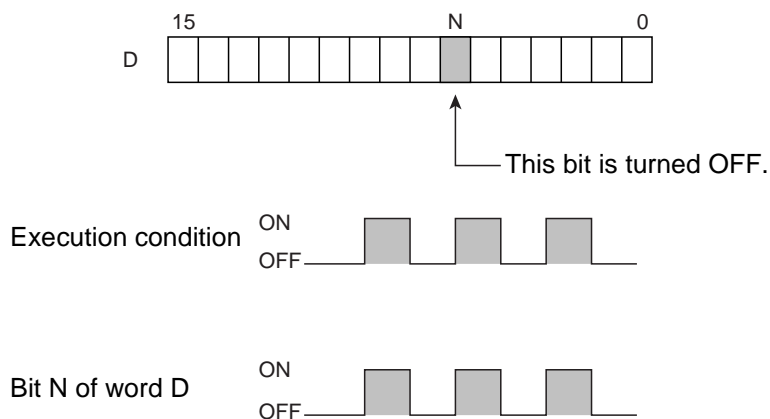 15 N 0
D
This bit is turned OFF.
Execution condition
ON
OFF
Bit N of word D
ON
OFF